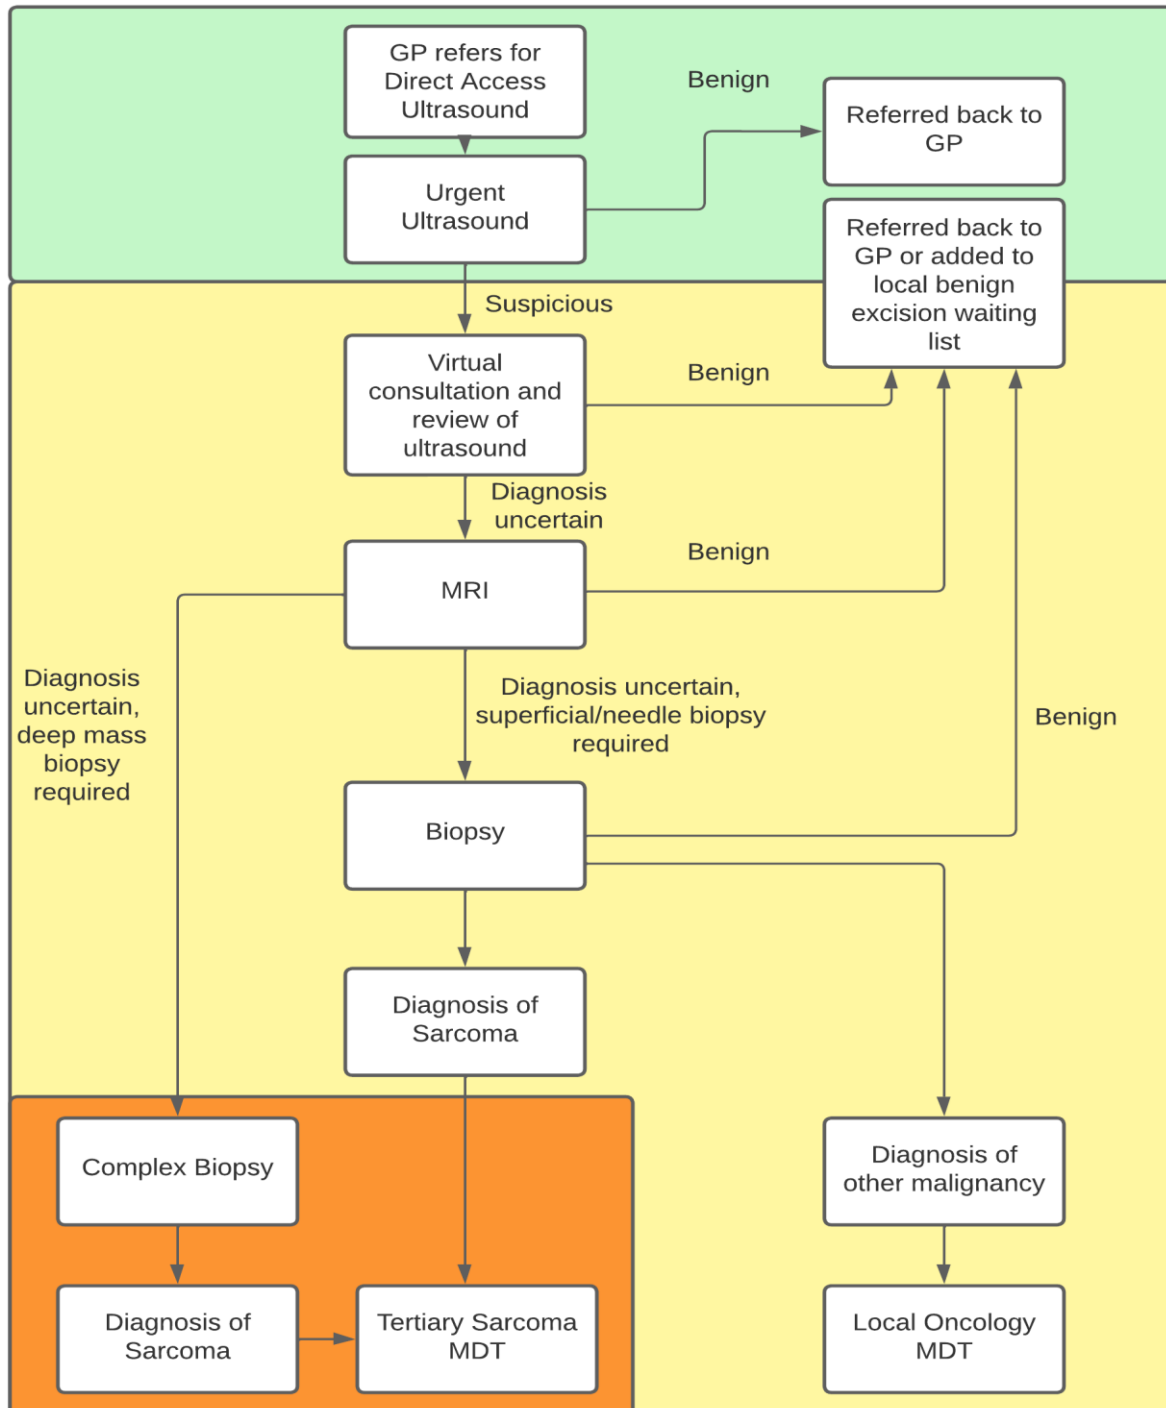 GP refers for
Direct Access
Ultrasound
Benign
Referred back to
GP
Urgent
Ultrasound
Referred back to
GP or added to
local benign
excision waiting
list
Suspicious
Virtual
consultation and
review of
ultrasound
Benign
Diagnosis
uncertain
MRI
Benign
Diagnosis
uncertain,
deep mass
biopsy
required
Diagnosis uncertain,
superficial/needle biopsy
required
Benign
Biopsy
Diagnosis of
Sarcoma
Complex Biopsy
Diagnosis of
other malignancy
Diagnosis of
Sarcoma
Tertiary Sarcoma
MDT
Local Oncology
MDT